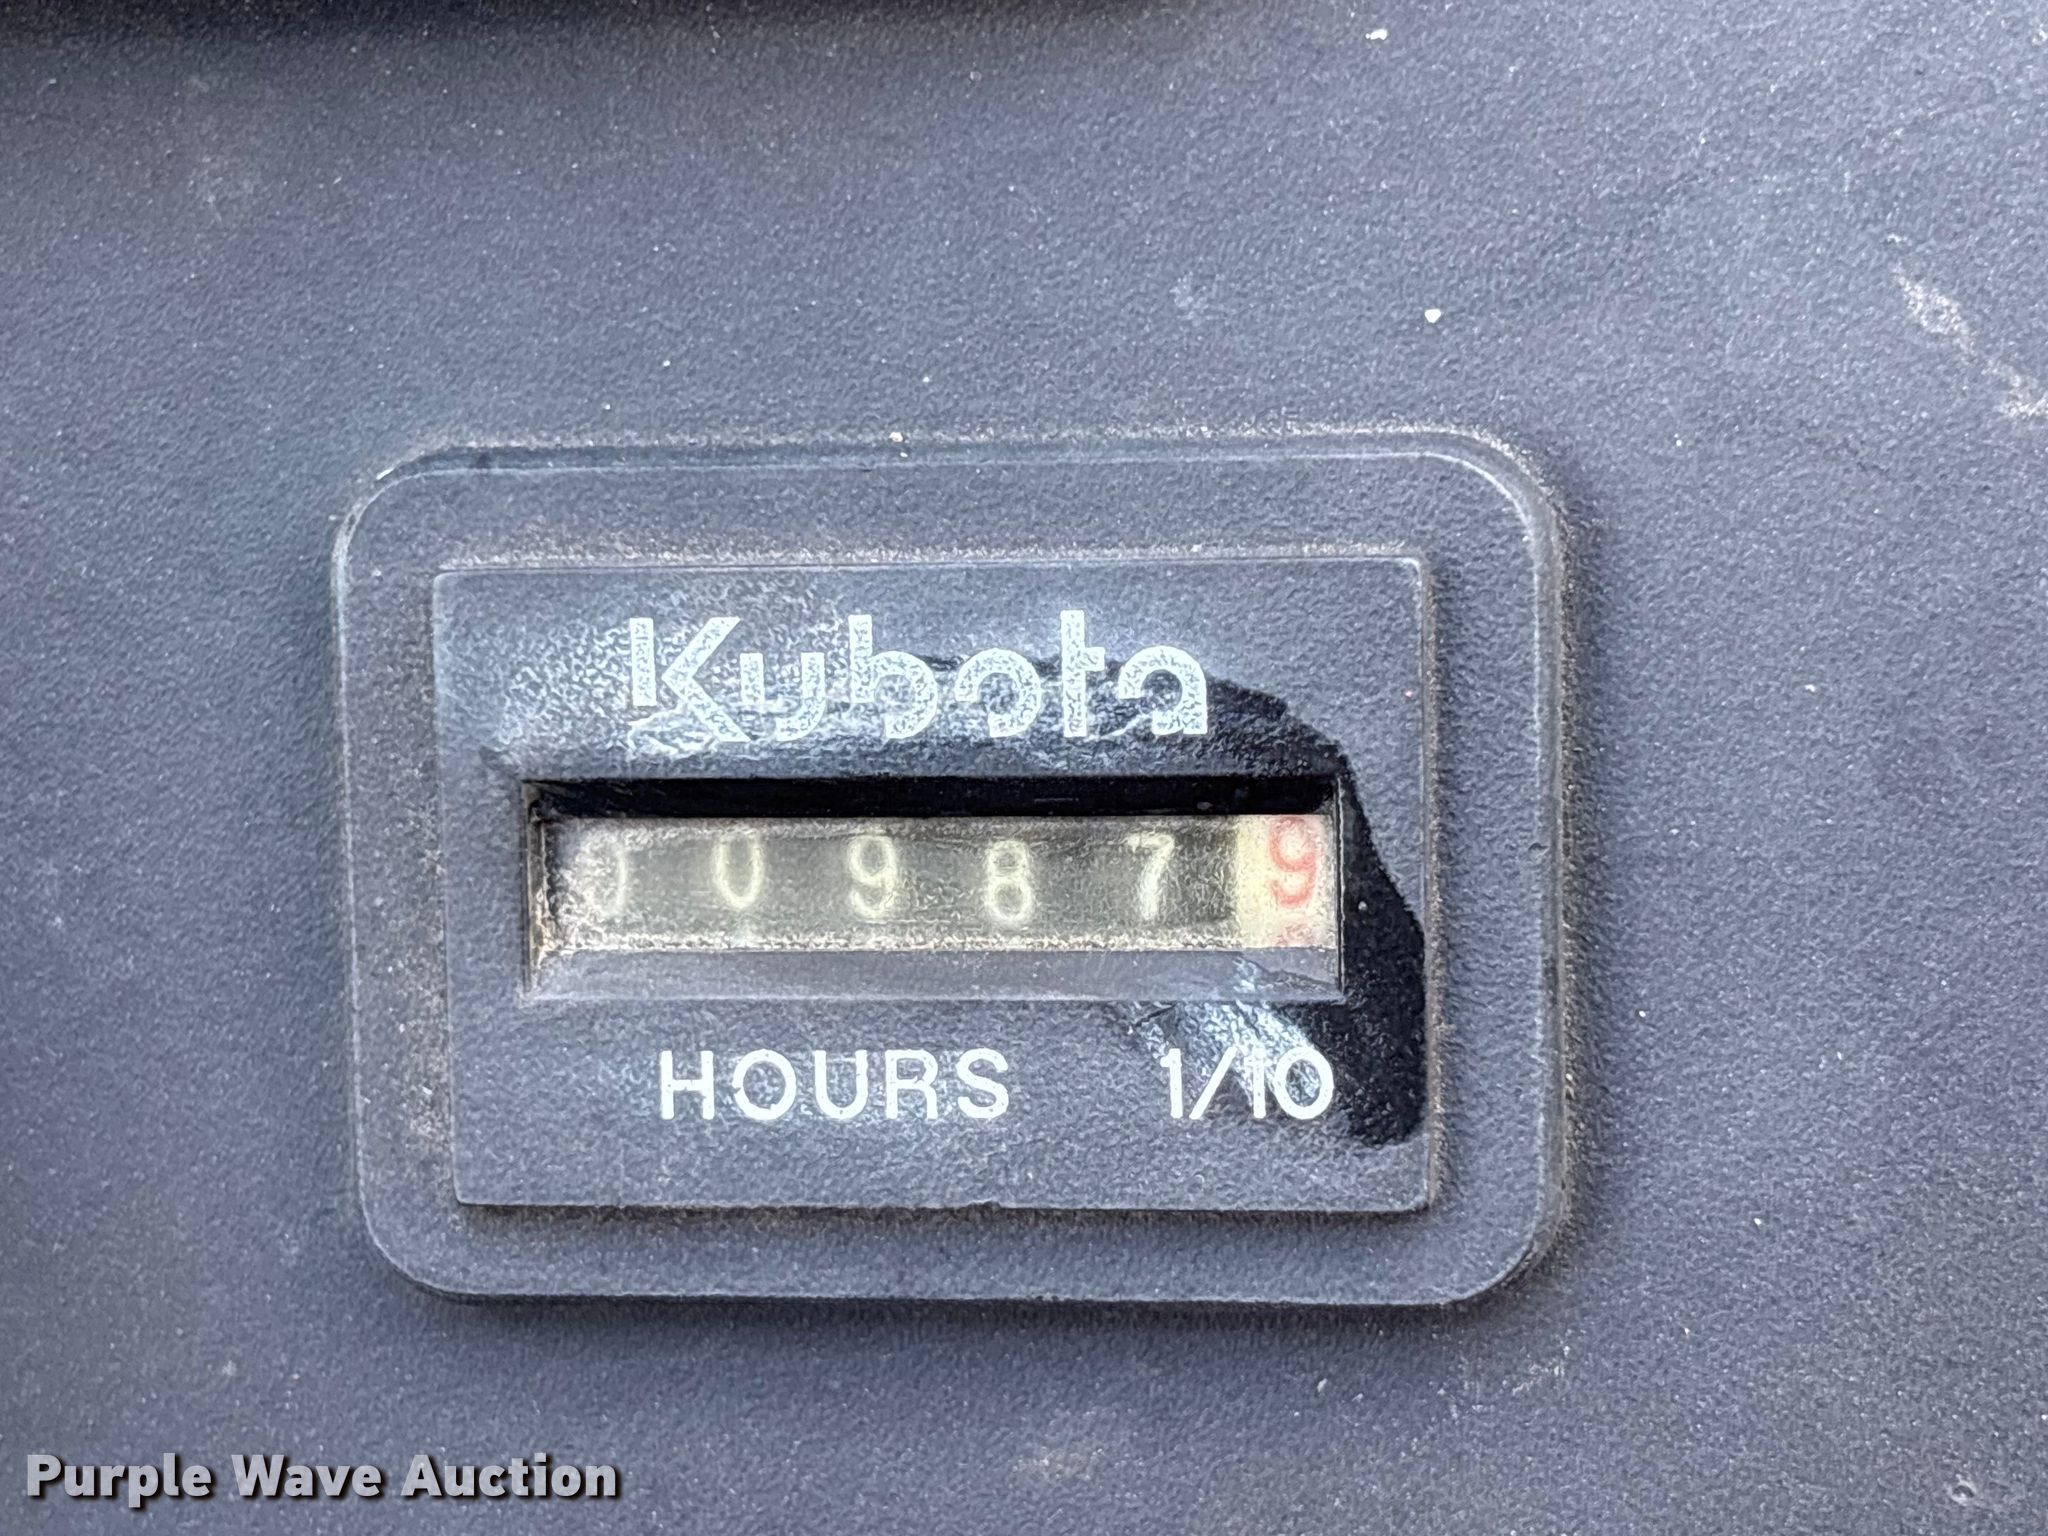 Kubota
009879
HOURS 1/10
Purple Wave Auction